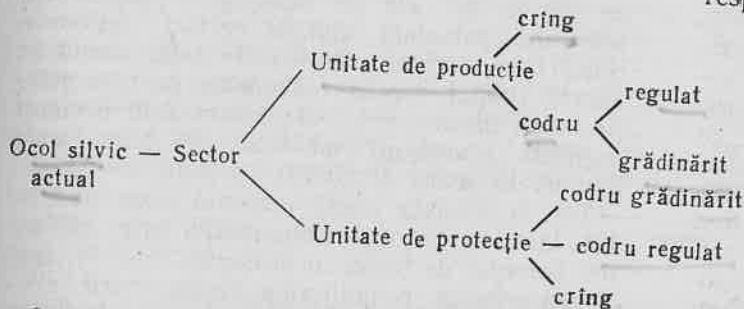 crîng
Unitate de producție
regulat
codru
grădinărit
Ocol silvic — Sector
actual
codru grădinărit
Unitate de protecție — codru regulat
crîng